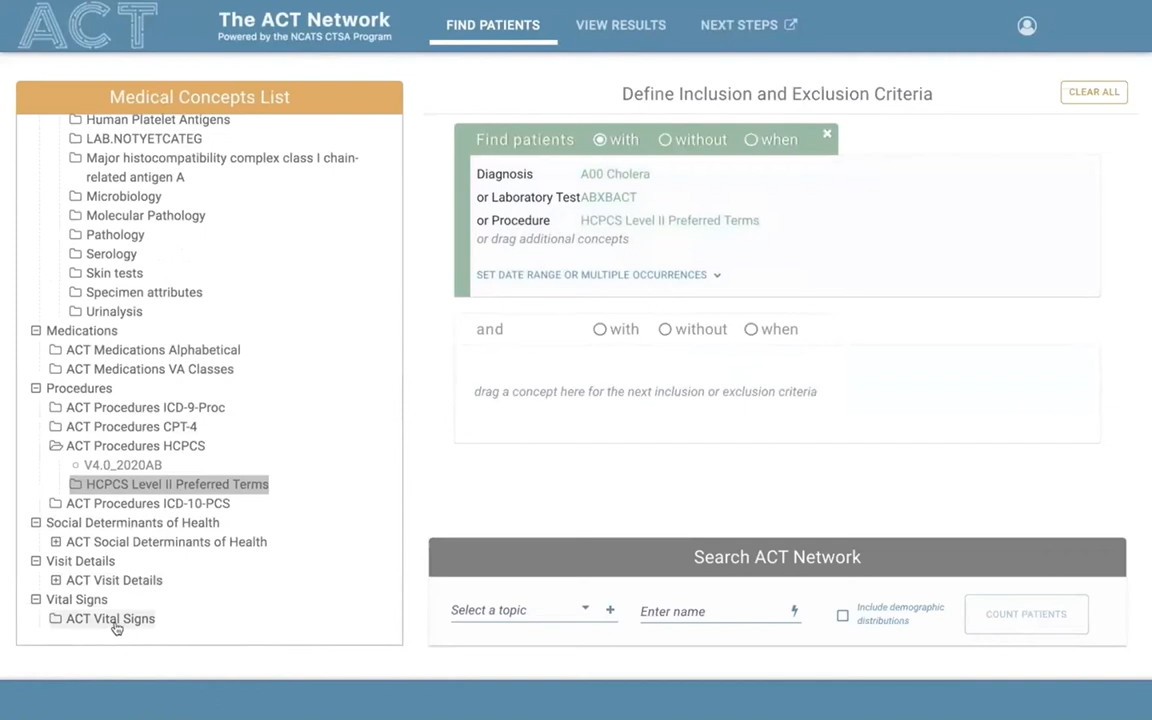 ACT
The ACT Network
Powered by the NCATS CTSA Program
FIND PATIENTS
VIEW RESULTS
NEXT STEPS
Medical Concepts List
Human Platelet Antigens
LAB.NOTYETCATEG
Major histocompatibility complex class I chain-
related antigen A
Microbiology
Molecular Pathology
Pathology
Serology
Skin tests
Specimen attributes
Urinalysis
Medications
ACT Medications Alphabetical
ACT Medications VA Classes
Procedures
ACT Procedures ICD-9-Proc
ACT Procedures CPT-4
ACT Procedures HCPCS
V4.0_2020AB
HCPCS Level II Preferred Terms
ACT Procedures ICD-10-PCS
Social Determinants of Health
ACT Social Determinants of Health
Visit Details
ACT Visit Details
Vital Signs
ACT Vital Signs
Define Inclusion and Exclusion Criteria
CLEAR ALL
Find patients with without when
Diagnosis A00 Cholera
or Laboratory Test ABXBACT
or Procedure HCPCS Level II Preferred Terms
or drag additional concepts
SET DATE RANGE OR MULTIPLE OCCURRENCES
and with without when
drag a concept here for the next inclusion or exclusion criteria
Search ACT Network
Select a topic
Enter name
Include demographic
distributions
COUNT PATIENTS